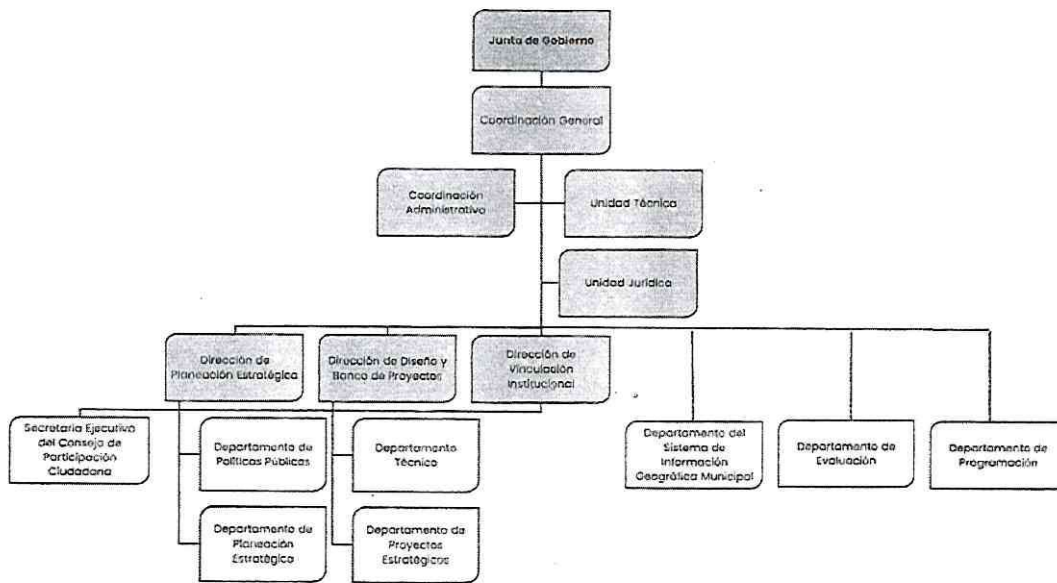 Junta de Gobierno
Coordinación General
Coordinación
Administrativa
Unidad Técnica
Unidad Jurídica
Dirección de
Planeación Estratégica
Dirección de Diseño y
Banco de Proyectos
Dirección de
Vinculación
Institucional
Secretaria Ejecutivo
del Consejo de
Participación
Ciudadana
Departamento de
Políticas Públicas
Departamento
Técnico
Departamento del
Sistema de
Información
Geográfica Municipal
Departamento de
Evaluación
Departamento de
Programación
Departamento de
Planeación
Estratégica
Departamento de
Proyectos
Estratégicos